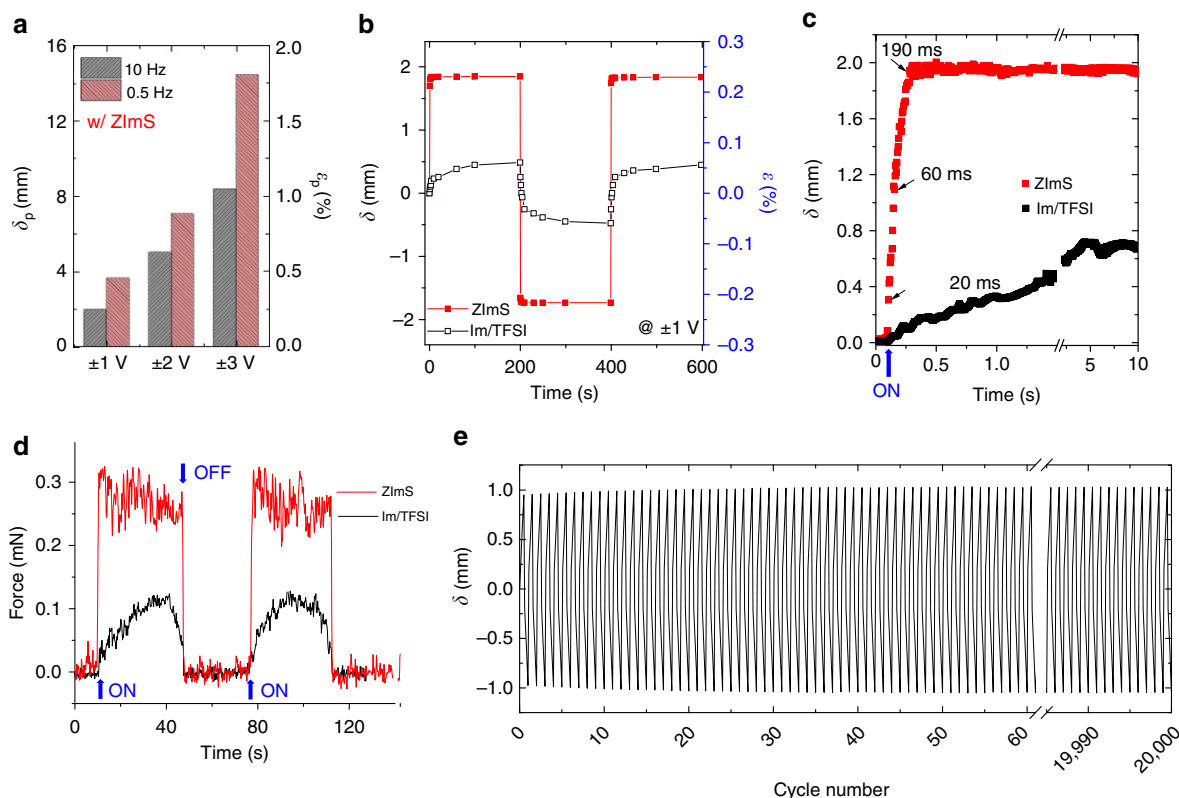 a
16
12
8
4
0
δp (mm)
10 Hz
0.5 Hz
w/ ZImS
2.0
1.5
1.0
0.5
0.0
εp (%)
±1 V
±2 V
±3 V
b
2
1
0
−1
−2
δ (mm)
0.3
0.2
0.1
0.0
−0.1
−0.2
−0.3
ε (%)
ZImS
Im/TFSI
@ ±1 V
0
200
400
600
Time (s)
c
2.0
1.6
1.2
0.8
0.4
0.0
δ (mm)
190 ms
60 ms
20 ms
ZImS
Im/TFSI
0
0.5
1.0
5
10
Time (s)
ON
d
0.3
0.2
0.1
0.0
Force (mN)
OFF
ZImS
Im/TFSI
ON
ON
0
40
80
120
Time (s)
e
1.0
0.5
0.0
−0.5
−1.0
δ (mm)
0
10
20
30
40
50
60
19,990
20,000
Cycle number